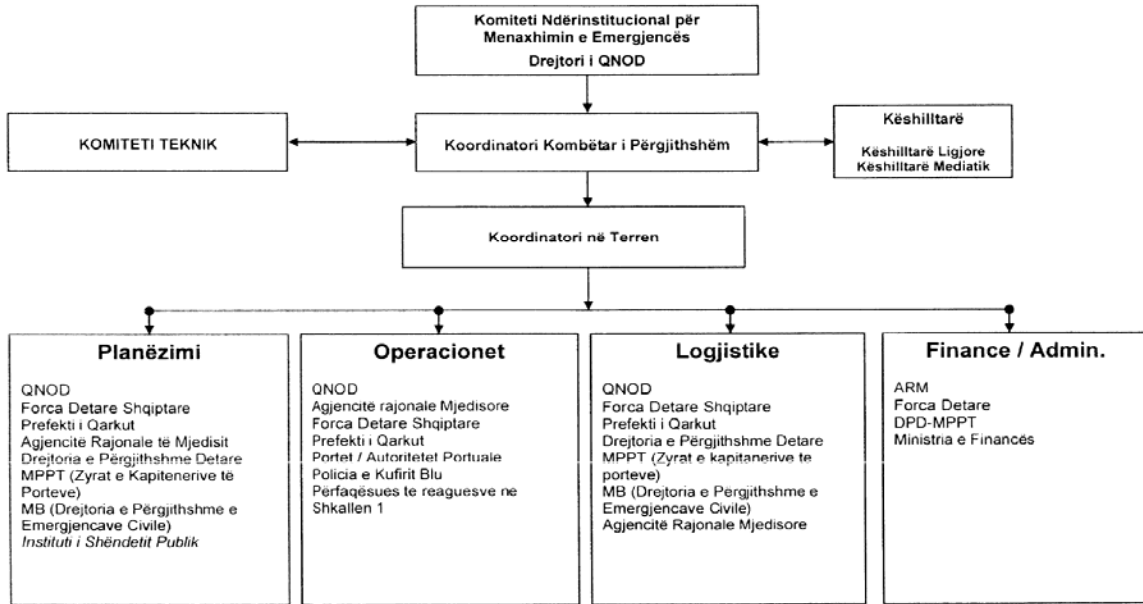 Komiteti Ndërinstitucional për
Menaxhimin e Emergjencës
Drejtori i QNOD
KOMITETI TEKNIK
Koordinatori Kombëtar i Përgjithshëm
Këshilltarë
Këshilltarë Ligjore
Këshilltarë Mediatik
Koordinatori në Terren
Planëzimi
QNOD
Forca Detare Shqiptare
Prefekti i Qarkut
Agjencitë Rajonale të Mjedisit
Drejtoria e Përgjithshme Detare
MPPT (Zyrat e Kapitenerive të
Porteve)
MB (Drejtoria e Përgjithshme e
Emergjencave Civile)
Instituti i Shëndetit Publik
Operacionet
QNOD
Agjencitë rajonale Mjedisore
Forca Detare Shqiptare
Prefekti i Qarkut
Portet / Autoritetet Portuale
Policia e Kufirit Blu
Përfaqësues te reaguesve ne
Shkallen 1
Logjistike
QNOD
Forca Detare Shqiptare
Prefekti i Qarkut
Drejtoria e Përgjithshme Detare
MPPT (Zyrat e kapitanerive te
porteve)
MB (Drejtoria e Përgjithshme e
Emergjencave Civile)
Agjencitë Rajonale Mjedisore
Finance / Admin.
ARM
Forca Detare
DPD-MPPT
Ministria e Financës